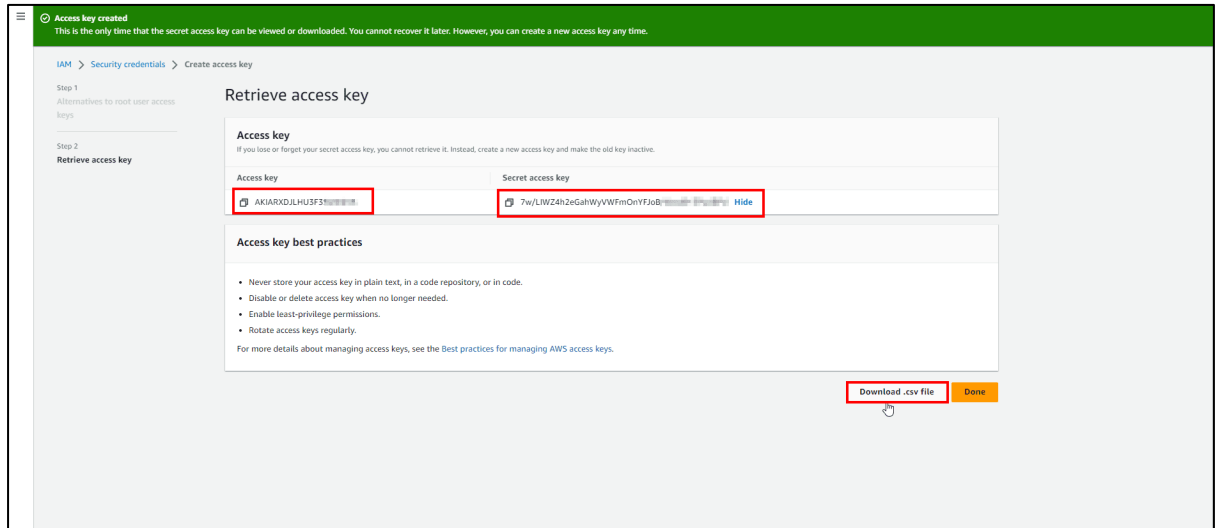 Access key created
This is the only time that the secret access key can be viewed or downloaded. You cannot recover it later. However, you can create a new access key any time.
IAM > Security credentials > Create access key
Step 1
Alternatives to root user access
keys
Step 2
Retrieve access key
Retrieve access key
Access key
If you lose or forget your secret access key, you cannot retrieve it. Instead, create a new access key and make the old key inactive.
Access key Secret access key
Hide
Access key best practices
• Never store your access key in plain text, in a code repository, or in code.
• Disable or delete access key when no longer needed.
• Enable least-privilege permissions.
• Rotate access keys regularly.
For more details about managing access keys, see the Best practices for managing AWS access keys.
Download .csv file Done